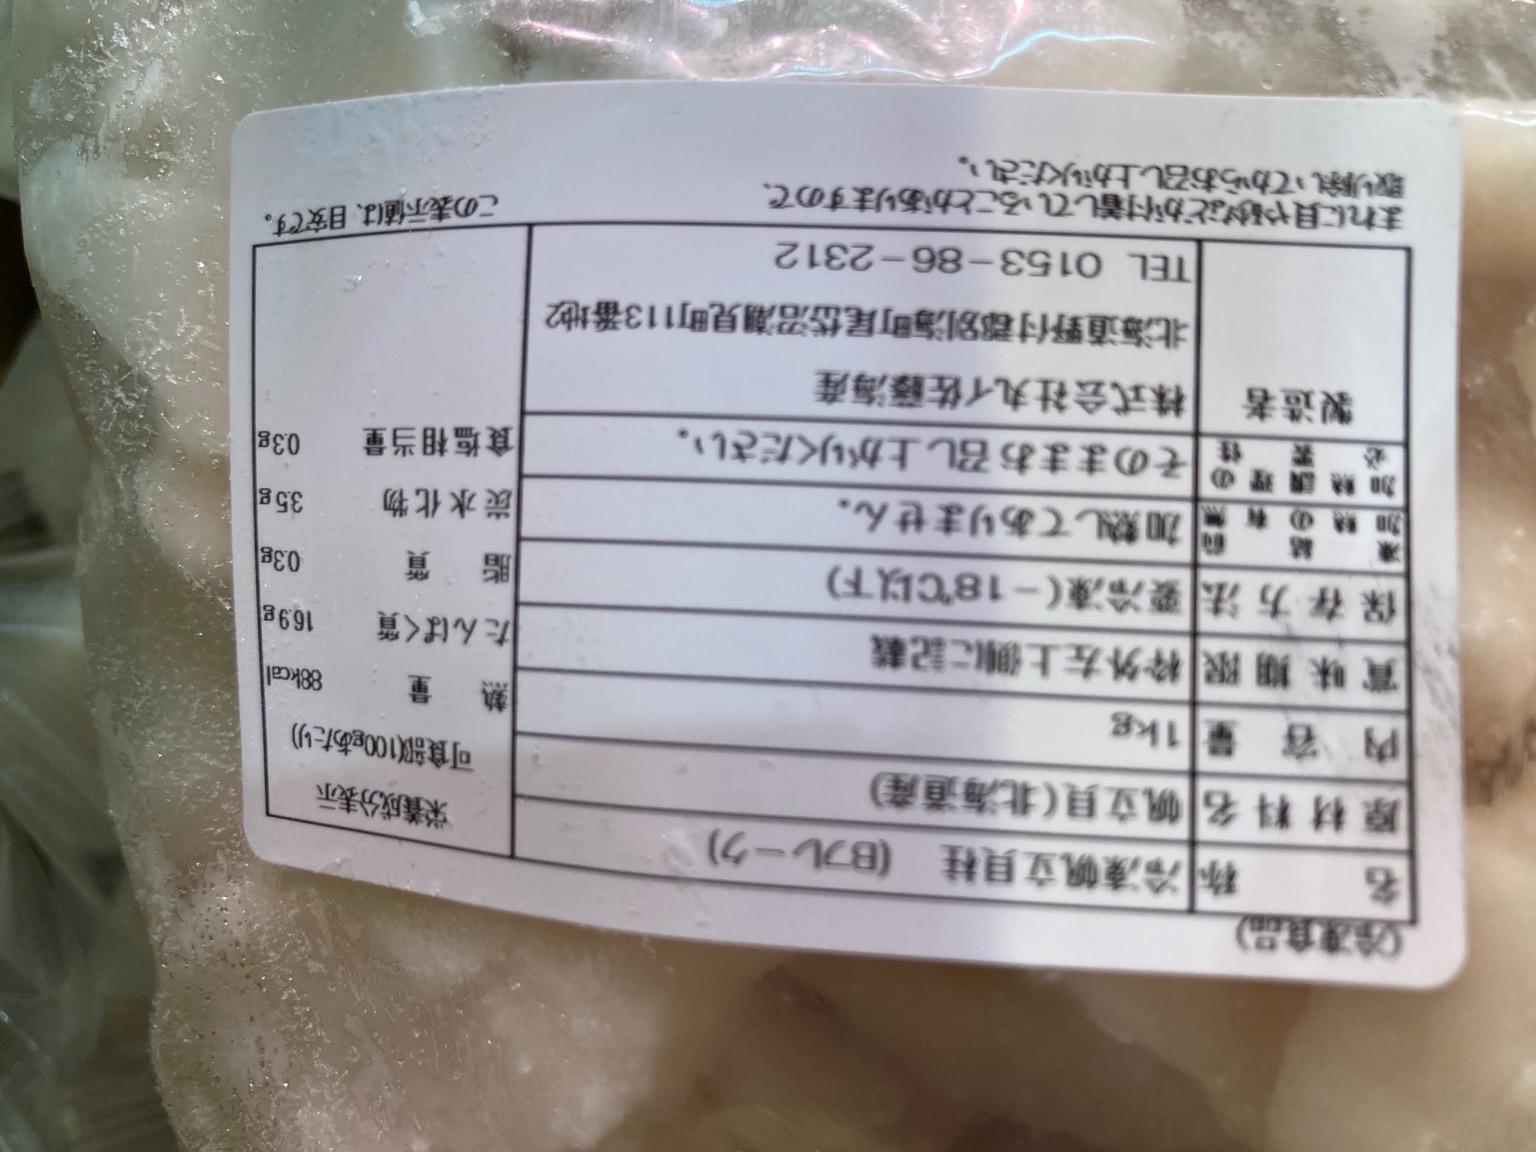 (冷凍食品)
名称 冷凍帆立貝柱 (Bフレーク)
原材料名 帆立貝(北海道産)
内容量 1kg
賞味期限 枠外左上側に記載
保存方法 要冷凍(-18℃以下)
凍結前加熱の有無 加熱してありません。
加熱調理の必要性 そのままお召し上がりください。
製造者 株式会社丸イ佐藤海産
北海道野付郡別海町尾岱沼潮見町113番地2
TEL 0153-86-2312
栄養成分表示
可食部(100gあたり)
熱量 88kcal
たんぱく質 16.9g
脂質 0.3g
炭水化物 3.5g
食塩相当量 0.3g
まれに貝や砂などが付着していることがありますので、
取り除いてからお召し上がりください。
この表示値は、目安です。